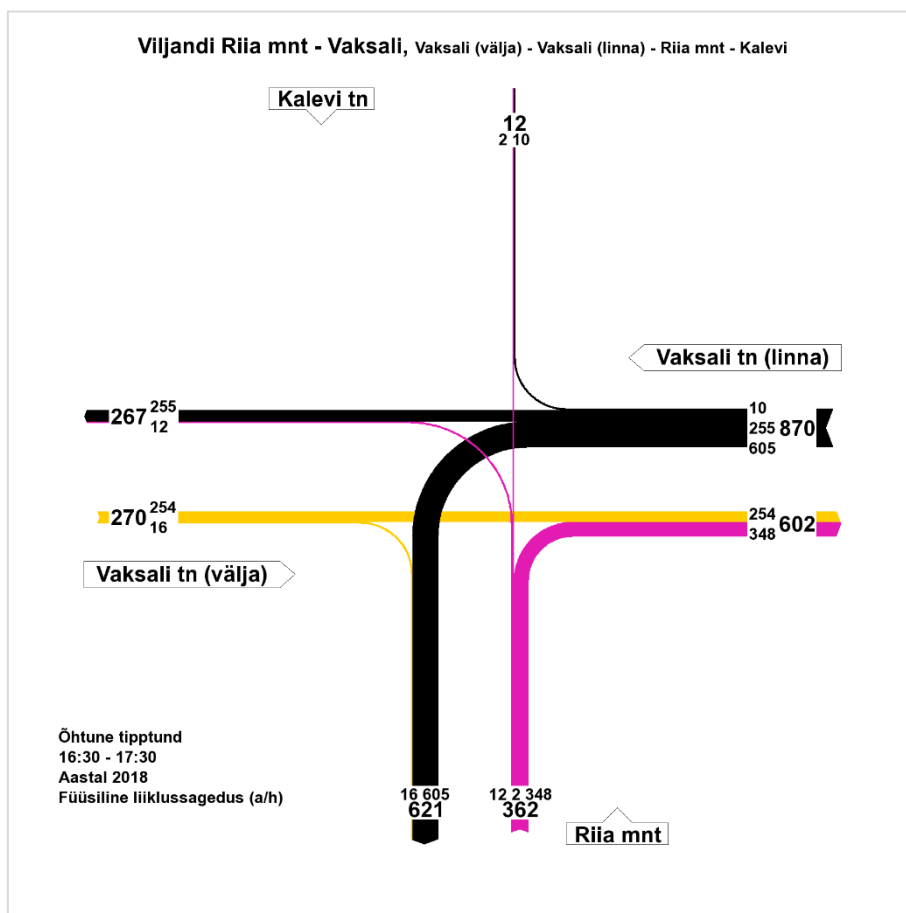 Viljandi Riia mnt - Vaksali, Vaksali (välja) - Vaksali (linna) - Riia mnt - Kalevi
Kalevi tn
12
2 10
Vaksali tn (linna)
267 255
12
10
255 870
605
270 254
16
254
348 602
Vaksali tn (välja)
Õhtune tipptund
16:30 - 17:30
Aastal 2018
Füüsiline liiklussagedus (a/h)
16 605
621
12 2 348
362
Riia mnt